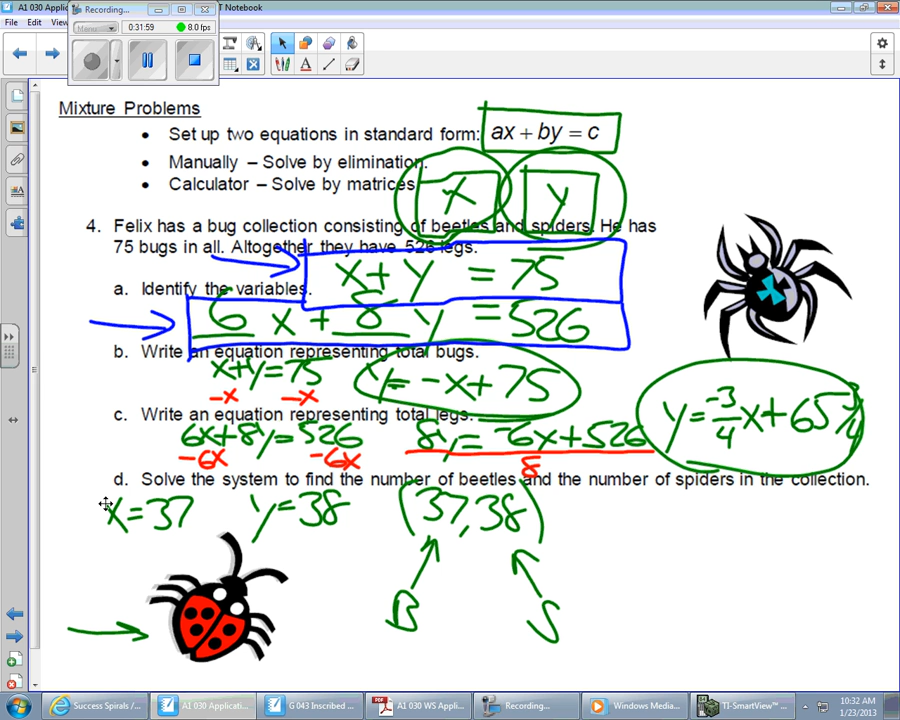 Recording...
T Notebook
A1 030 Applica
File
Edit
View
Menu
0:31:59
8.0 fps
Mixture Problems
• Set up two equations in standard form: ax + by = c
• Manually – Solve by elimination.
• Calculator – Solve by matrices
x y
4. Felix has a bug collection consisting of beetles and spiders. He has
75 bugs in all. Altogether they have 526 legs.
x + y = 75
a. Identify the variables.
6 x + 8 y = 526
b. Write an equation representing total bugs.
x+y=75 y=-x+75
-x -x
y=-3/4x+65 3/4
c. Write an equation representing total legs.
6x+8y=526 8y=-6x+526
-6x -6x 8
d. Solve the system to find the number of beetles and the number of spiders in the collection.
x=37 y=38 (37,38)
B S
Success Spirals /...
A1 030 Applicati...
G 043 Inscribed ...
A1 030 WS Appli...
Recording...
Windows Media...
TI-SmartView™ ...
10:32 AM
1/23/2013